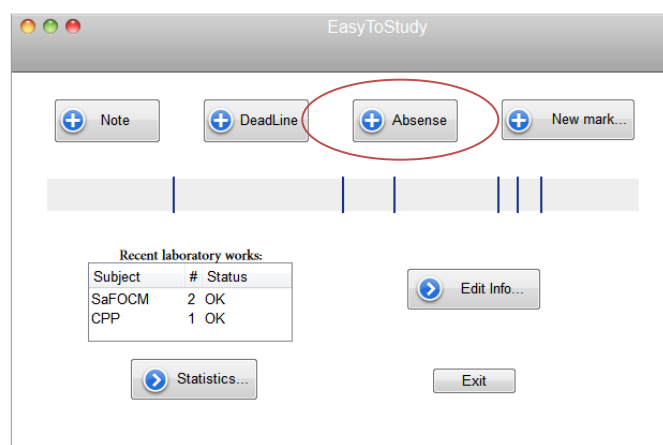 EasyToStudy
Note DeadLine Absense New mark...
Recent laboratory works:
Subject # Status
SaFOCM 2 OK
CPP 1 OK
Edit Info...
Statistics...
Exit